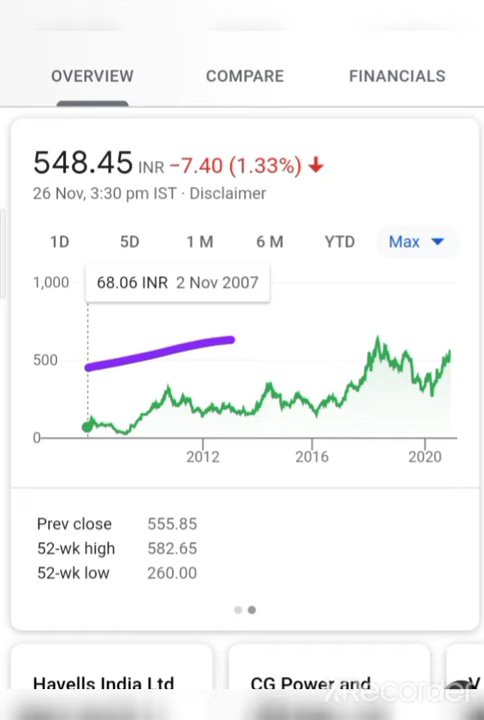 OVERVIEW COMPARE FINANCIALS
548.45 INR −7.40 (1.33%)
26 Nov, 3:30 pm IST · Disclaimer
1D 5D 1 M 6 M YTD Max
1,000
68.06 INR 2 Nov 2007
500
0
2012 2016 2020
Prev close 555.85
52-wk high 582.65
52-wk low 260.00
Havells India Ltd CG Power and V
XRecorder